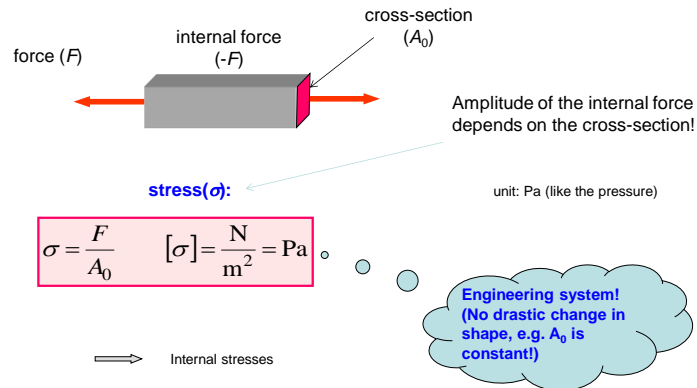 cross-section
(A₀)
internal force
(-F)
force (F)
Amplitude of the internal force
depends on the cross-section!
stress(σ):
unit: Pa (like the pressure)
σ = F/A₀  [σ] = N/m² = Pa
Engineering system!
(No drastic change in
shape, e.g. A₀ is
constant!)
Internal stresses